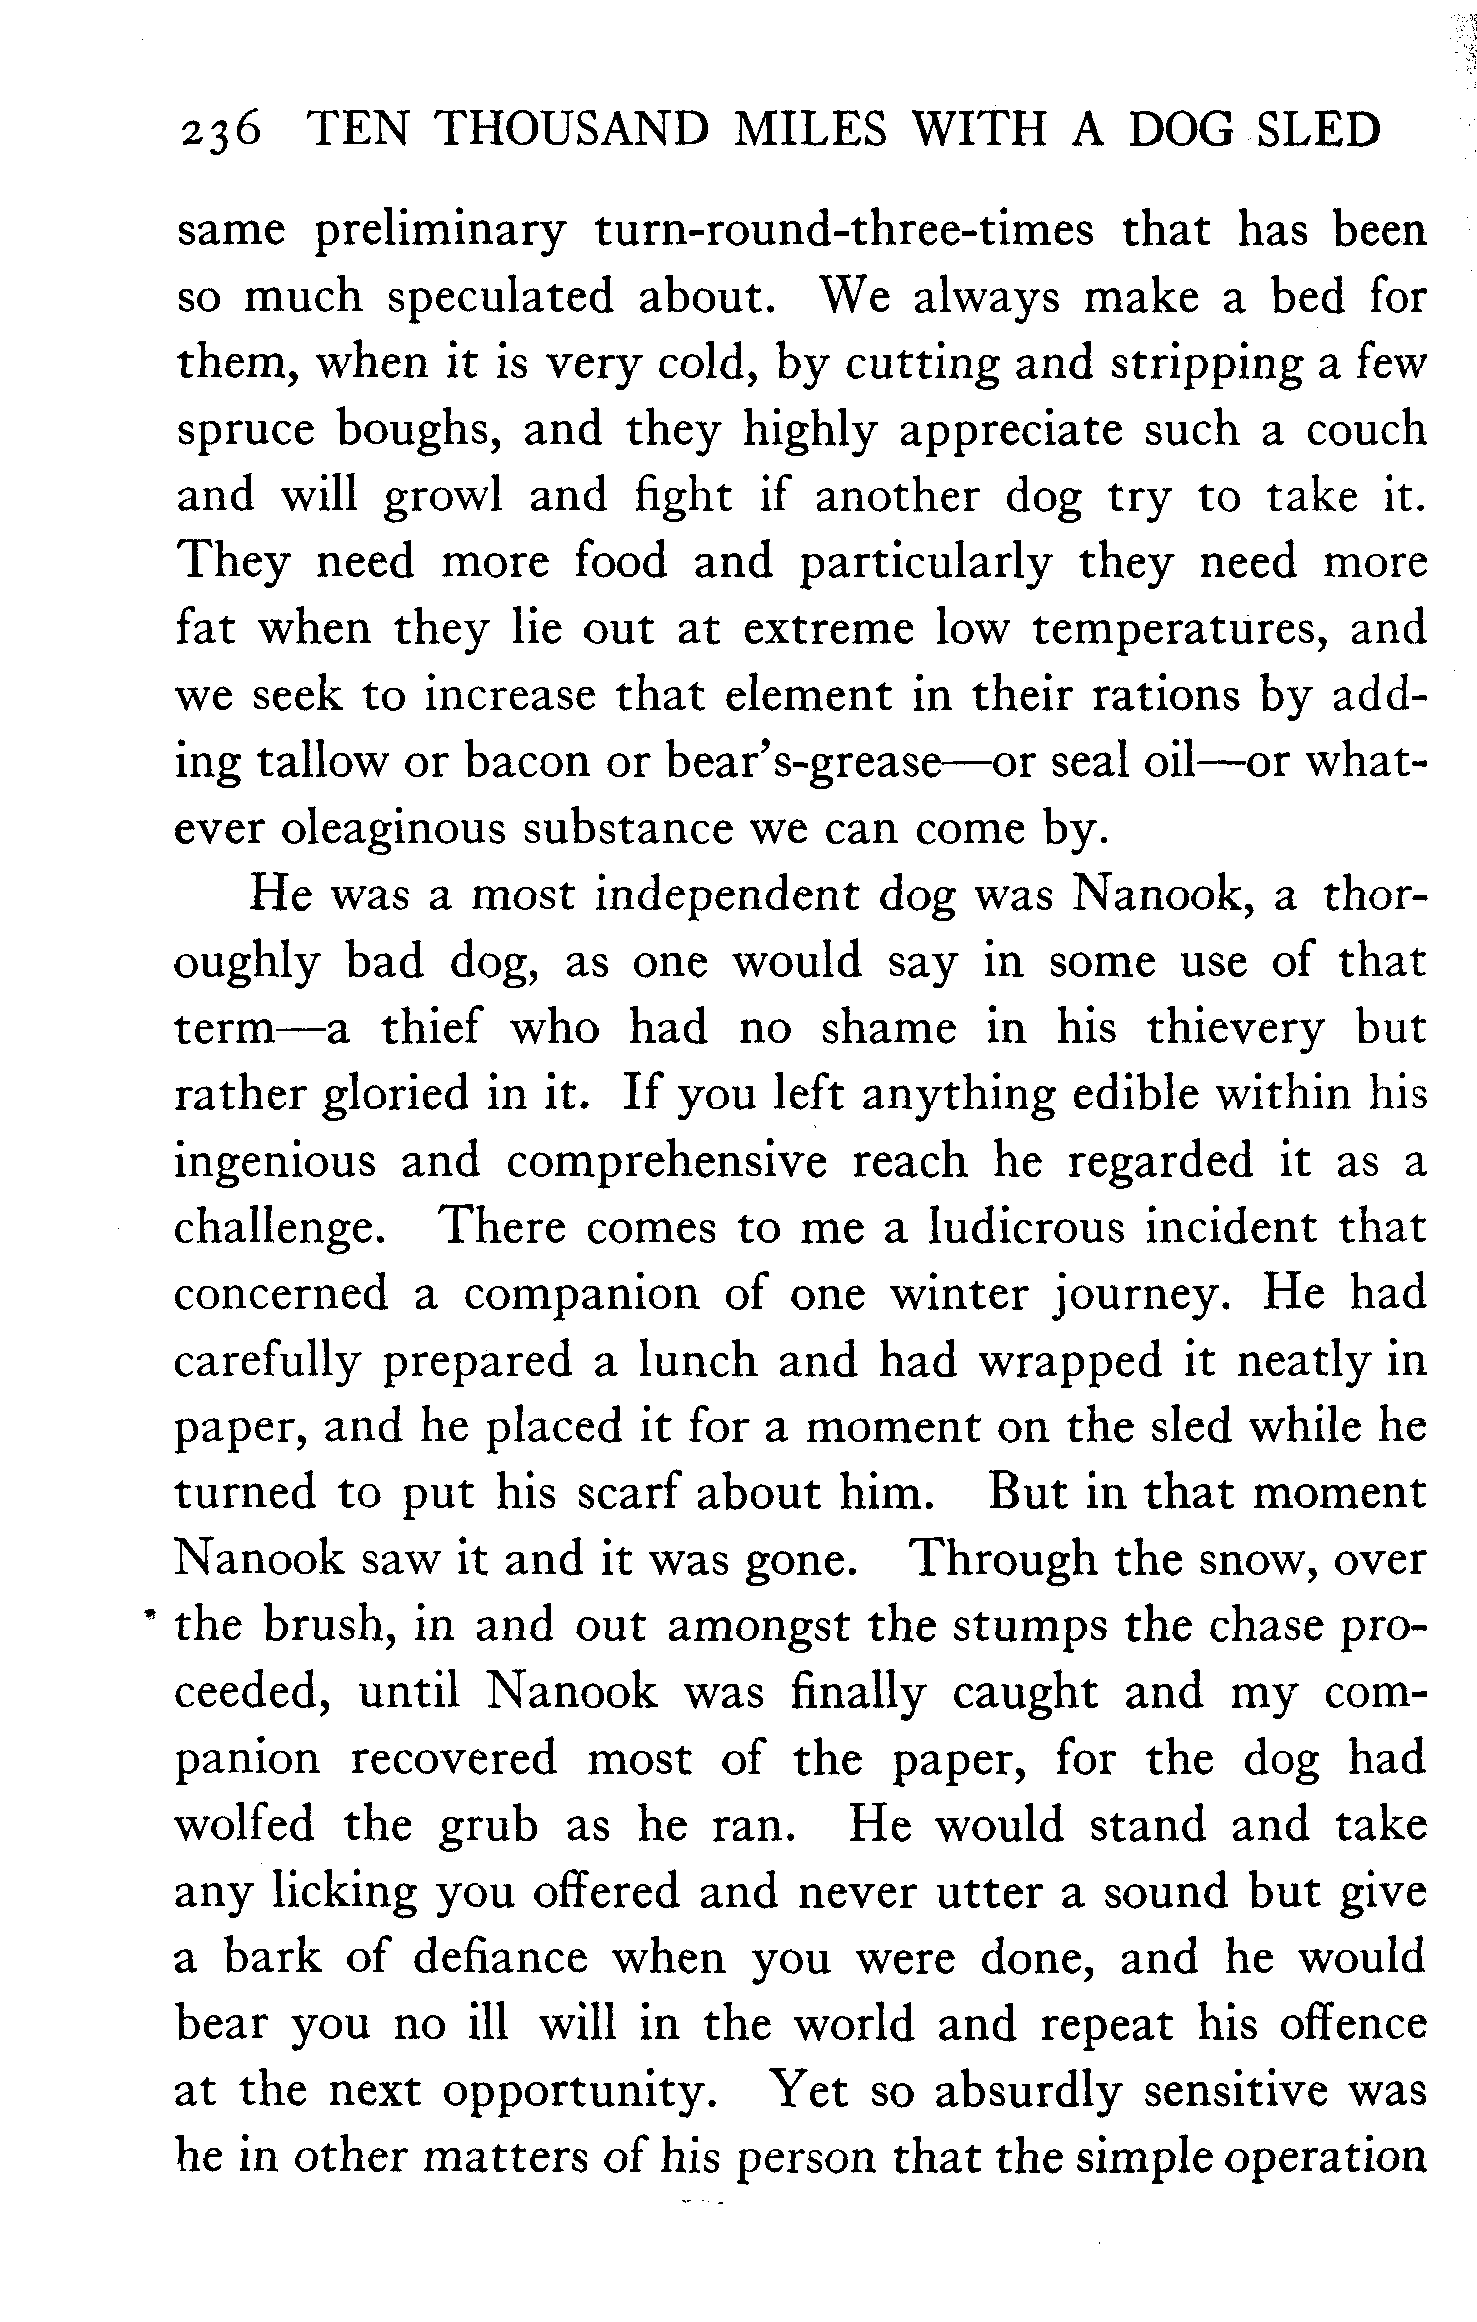 236 TEN THOUSAND MILES WITH A DOG SLED
same preliminary turn-round-three-times that has been
so much speculated about. We always make a bed for
them, when it is very cold, by cutting and stripping a few
spruce boughs, and they highly appreciate such a couch
and will growl and fight if another dog try to take it.
They need more food and particularly they need more
fat when they lie out at extreme low temperatures, and
we seek to increase that element in their rations by add-
ing tallow or bacon or bear's-grease—or seal oil—or what-
ever oleaginous substance we can come by.
He was a most independent dog was Nanook, a thor-
oughly bad dog, as one would say in some use of that
term—a thief who had no shame in his thievery but
rather gloried in it. If you left anything edible within his
ingenious and comprehensive reach he regarded it as a
challenge. There comes to me a ludicrous incident that
concerned a companion of one winter journey. He had
carefully prepared a lunch and had wrapped it neatly in
paper, and he placed it for a moment on the sled while he
turned to put his scarf about him. But in that moment
Nanook saw it and it was gone. Through the snow, over
the brush, in and out amongst the stumps the chase pro-
ceeded, until Nanook was finally caught and my com-
panion recovered most of the paper, for the dog had
wolfed the grub as he ran. He would stand and take
any licking you offered and never utter a sound but give
a bark of defiance when you were done, and he would
bear you no ill will in the world and repeat his offence
at the next opportunity. Yet so absurdly sensitive was
he in other matters of his person that the simple operation